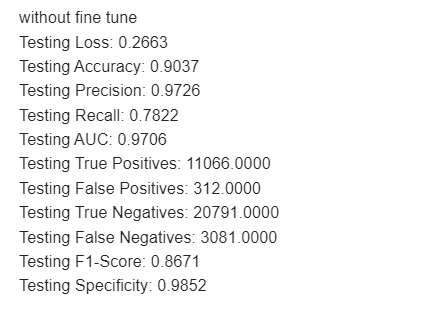 without fine tune
Testing Loss: 0.2663
Testing Accuracy: 0.9037
Testing Precision: 0.9726
Testing Recall: 0.7822
Testing AUC: 0.9706
Testing True Positives: 11066.0000
Testing False Positives: 312.0000
Testing True Negatives: 20791.0000
Testing False Negatives: 3081.0000
Testing F1-Score: 0.8671
Testing Specificity: 0.9852